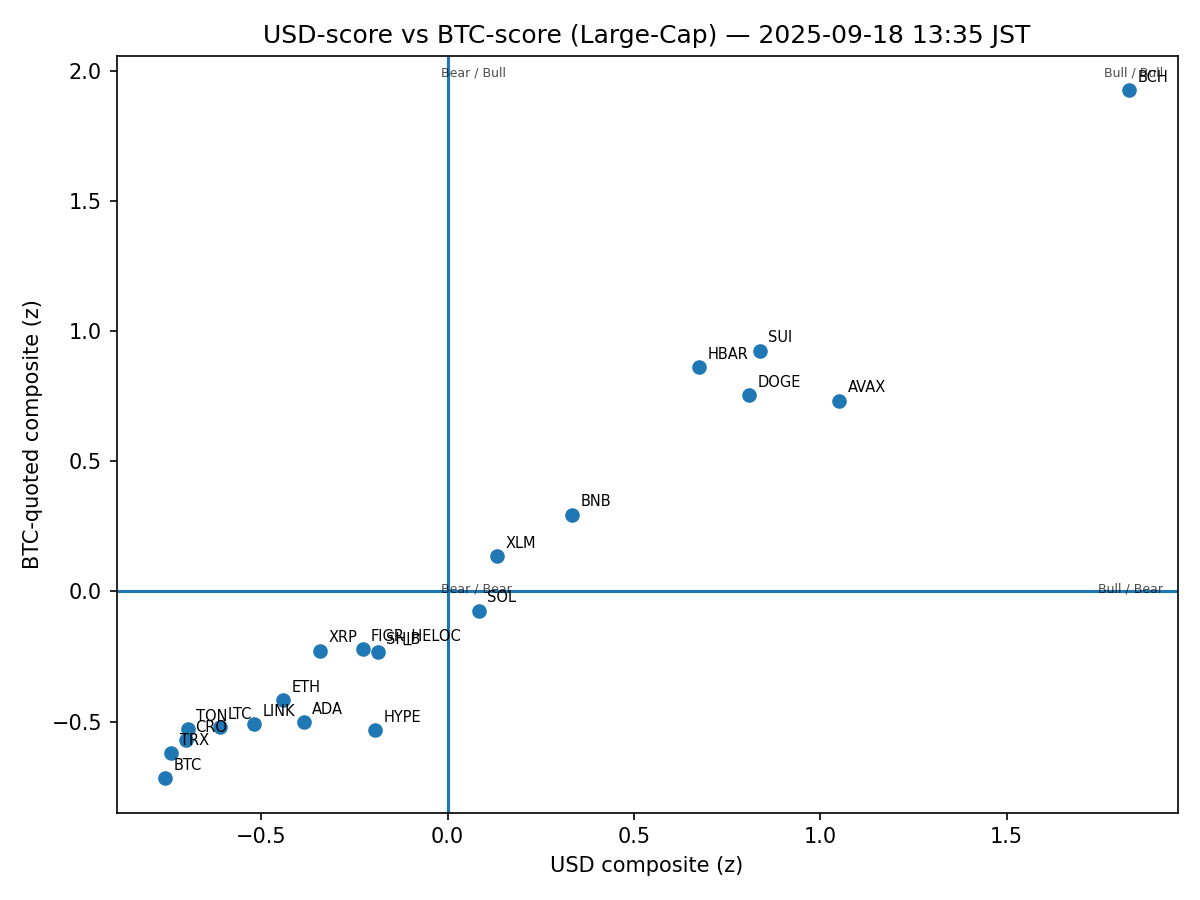 USD-score vs BTC-score (Large-Cap) — 2025-09-18 13:35 JST
2.0
Bear / Bull
Bull / Bull
BCH
1.5
1.0
SUI
HBAR
DOGE
AVAX
0.5
BNB
XLM
0.0
Bear / Bear
Bull / Bear
SOL
XRP
FIGR_HELOC
SHIB
ETH
ADA
LINK
LTC
TON
HYPE
−0.5
CRO
TRX
BTC
−0.5
0.0
0.5
1.0
1.5
USD composite (z)
BTC-quoted composite (z)